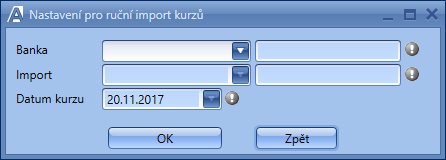 Nastavení pro ruční import kurzů
Banka
Import
Datum kurzu 20.11.2017
OK Zpět